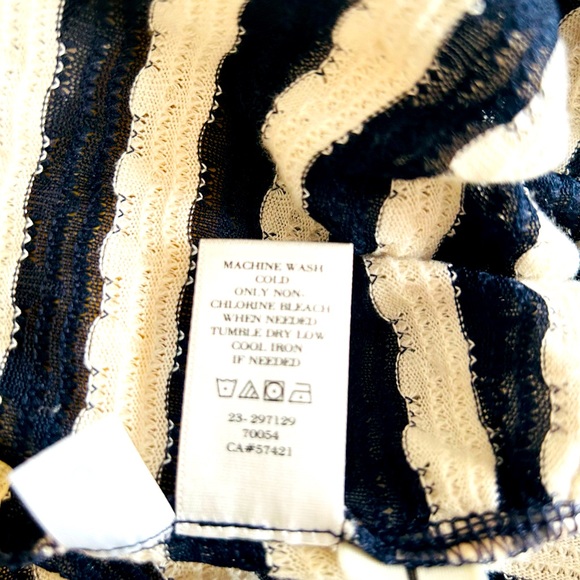 MACHINE WASH
COLD
ONLY NON-
CHLORINE BLEACH
WHEN NEEDED
TUMBLE DRY LOW
COOL IRON
IF NEEDED
23-297129
70054
CA#57421